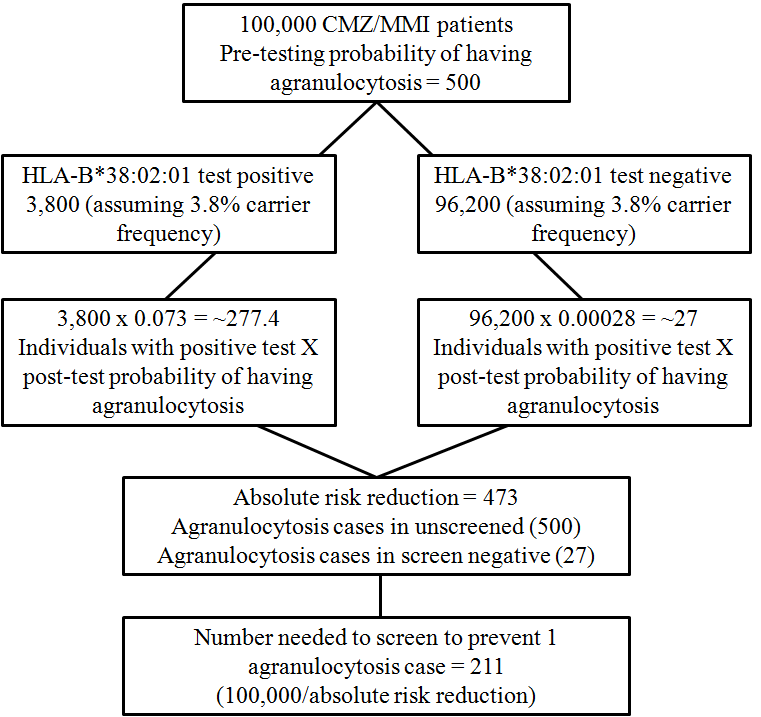 100,000 CMZ/MMI patients
Pre-testing probability of having
agranulocytosis = 500
HLA-B*38:02:01 test positive
3,800 (assuming 3.8% carrier
frequency)
HLA-B*38:02:01 test negative
96,200 (assuming 3.8% carrier
frequency)
3,800 x 0.073 = ~277.4
Individuals with positive test X
post-test probability of having
agranulocytosis
96,200 x 0.00028 = ~27
Individuals with positive test X
post-test probability of having
agranulocytosis
Absolute risk reduction = 473
Agranulocytosis cases in unscreened (500)
Agranulocytosis cases in screen negative (27)
Number needed to screen to prevent 1
agranulocytosis case = 211
(100,000/absolute risk reduction)